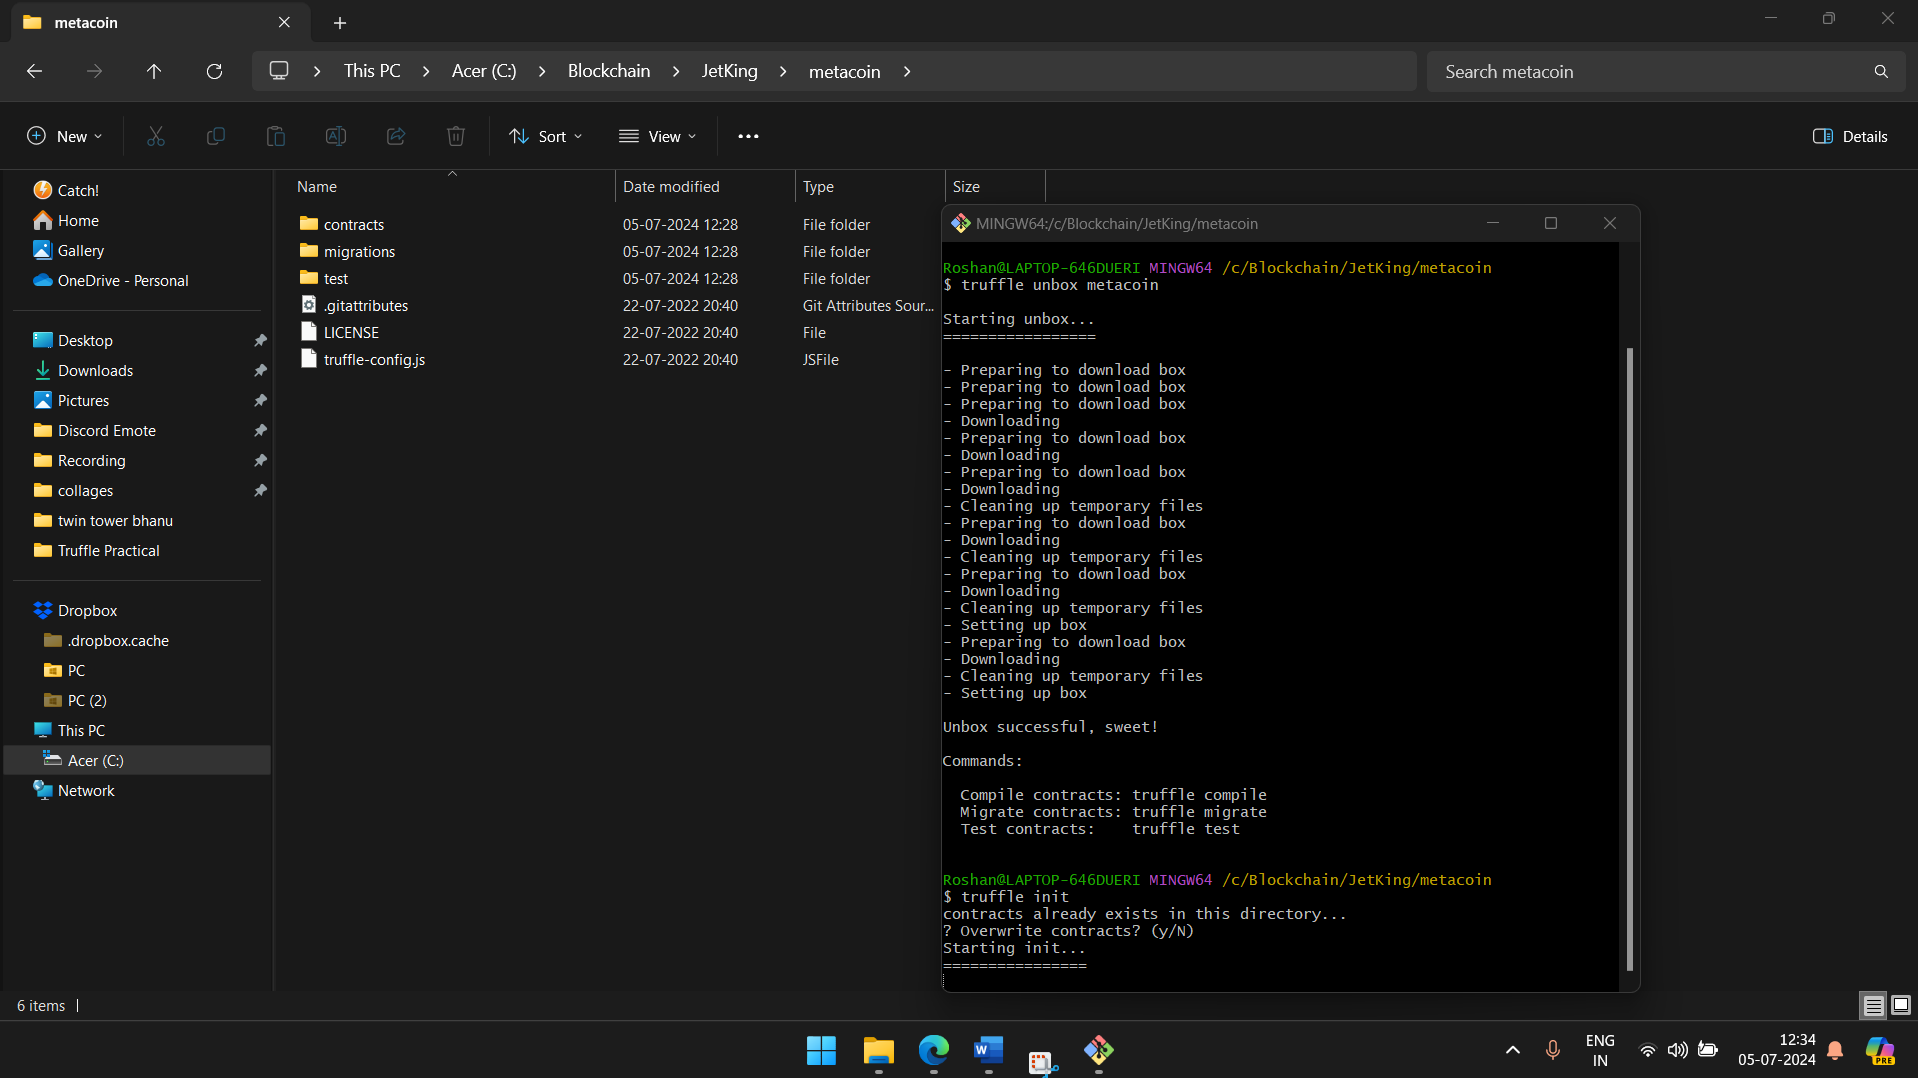 metacoin
This PC
Acer (C:)
Blockchain
JetKing
metacoin
Search metacoin
New
Sort
View
Details
Catch!
Home
Gallery
OneDrive - Personal
Desktop
Downloads
Pictures
Discord Emote
Recording
collages
twin tower bhanu
Truffle Practical
Dropbox
.dropbox.cache
PC
PC (2)
This PC
Acer (C:)
Network
Name Date modified Type Size
contracts 05-07-2024 12:28 File folder
migrations 05-07-2024 12:28 File folder
test 05-07-2024 12:28 File folder
.gitattributes 22-07-2022 20:40 Git Attributes Sour...
LICENSE 22-07-2022 20:40 File
truffle-config.js 22-07-2022 20:40 JSFile
MINGW64:/c/Blockchain/JetKing/metacoin
Roshan@LAPTOP-646DUERI MINGW64 /c/Blockchain/JetKing/metacoin
$ truffle unbox metacoin
Starting unbox...
=================
- Preparing to download box
- Preparing to download box
- Preparing to download box
- Downloading
- Preparing to download box
- Downloading
- Preparing to download box
- Downloading
- Cleaning up temporary files
- Preparing to download box
- Downloading
- Cleaning up temporary files
- Preparing to download box
- Downloading
- Cleaning up temporary files
- Setting up box
- Preparing to download box
- Downloading
- Cleaning up temporary files
- Setting up box
Unbox successful, sweet!
Commands:
Compile contracts: truffle compile
Migrate contracts: truffle migrate
Test contracts: truffle test
Roshan@LAPTOP-646DUERI MINGW64 /c/Blockchain/JetKing/metacoin
$ truffle init
contracts already exists in this directory...
? Overwrite contracts? (y/N)
Starting init...
================
6 items
W
ENG
IN
12:34
05-07-2024
PRE